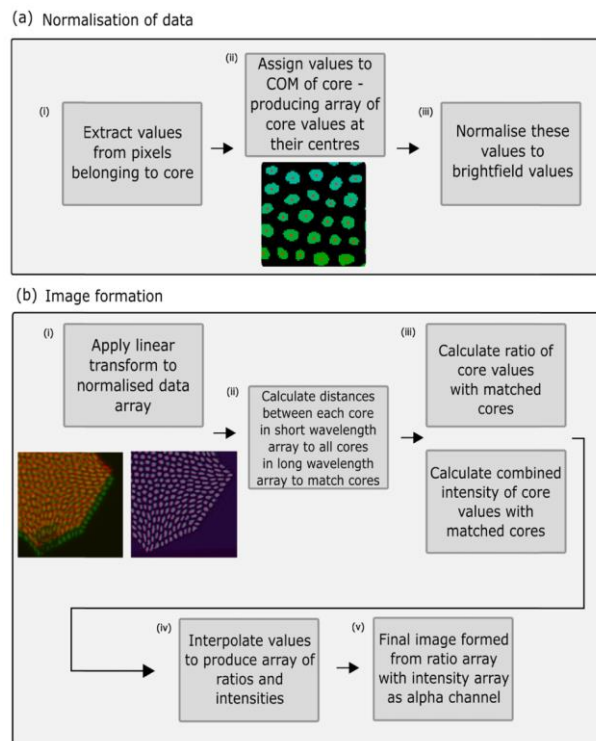 (a) Normalisation of data
(i)
Extract values
from pixels
belonging to core
(ii)
Assign values to
COM of core -
producing array of
core values at
their centres
(iii)
Normalise these
values to
brightfield values
(b) Image formation
(i)
Apply linear
transform to
normalised data
array
(ii)
Calculate distances
between each core
in short wavelength
array to all cores
in long wavelength
array to match cores
(iii)
Calculate ratio of
core values
with matched
cores
Calculate combined
intensity of core
values with
matched cores
(iv)
Interpolate values
to produce array of
ratios and
intensities
(v)
Final image formed
from ratio array
with intensity array
as alpha channel